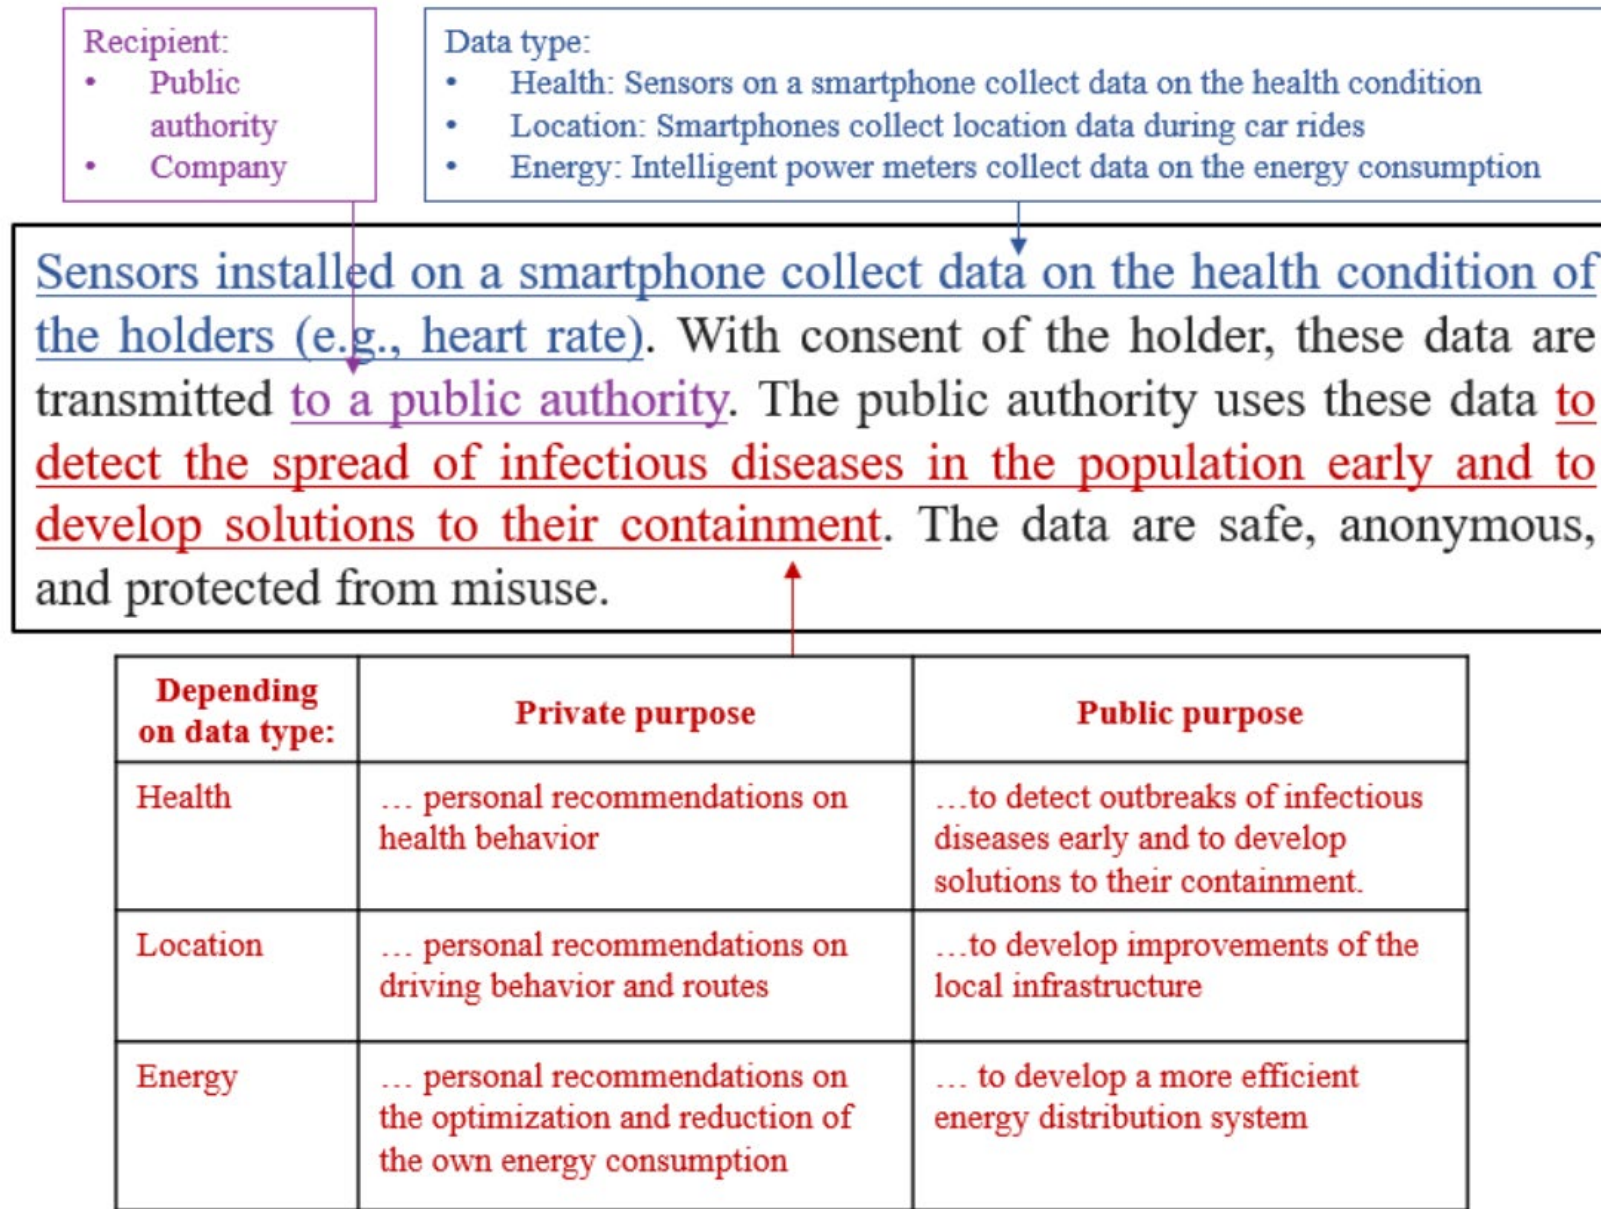 Recipient:
• Public
authority
• Company
Data type:
• Health: Sensors on a smartphone collect data on the health condition
• Location: Smartphones collect location data during car rides
• Energy: Intelligent power meters collect data on the energy consumption
Sensors installed on a smartphone collect data on the health condition of
the holders (e.g., heart rate). With consent of the holder, these data are
transmitted to a public authority. The public authority uses these data to
detect the spread of infectious diseases in the population early and to
develop solutions to their containment. The data are safe, anonymous,
and protected from misuse.
Depending
on data type:
Private purpose
Public purpose
Health
… personal recommendations on
health behavior
…to detect outbreaks of infectious
diseases early and to develop
solutions to their containment.
Location
… personal recommendations on
driving behavior and routes
…to develop improvements of the
local infrastructure
Energy
… personal recommendations on
the optimization and reduction of
the own energy consumption
… to develop a more efficient
energy distribution system